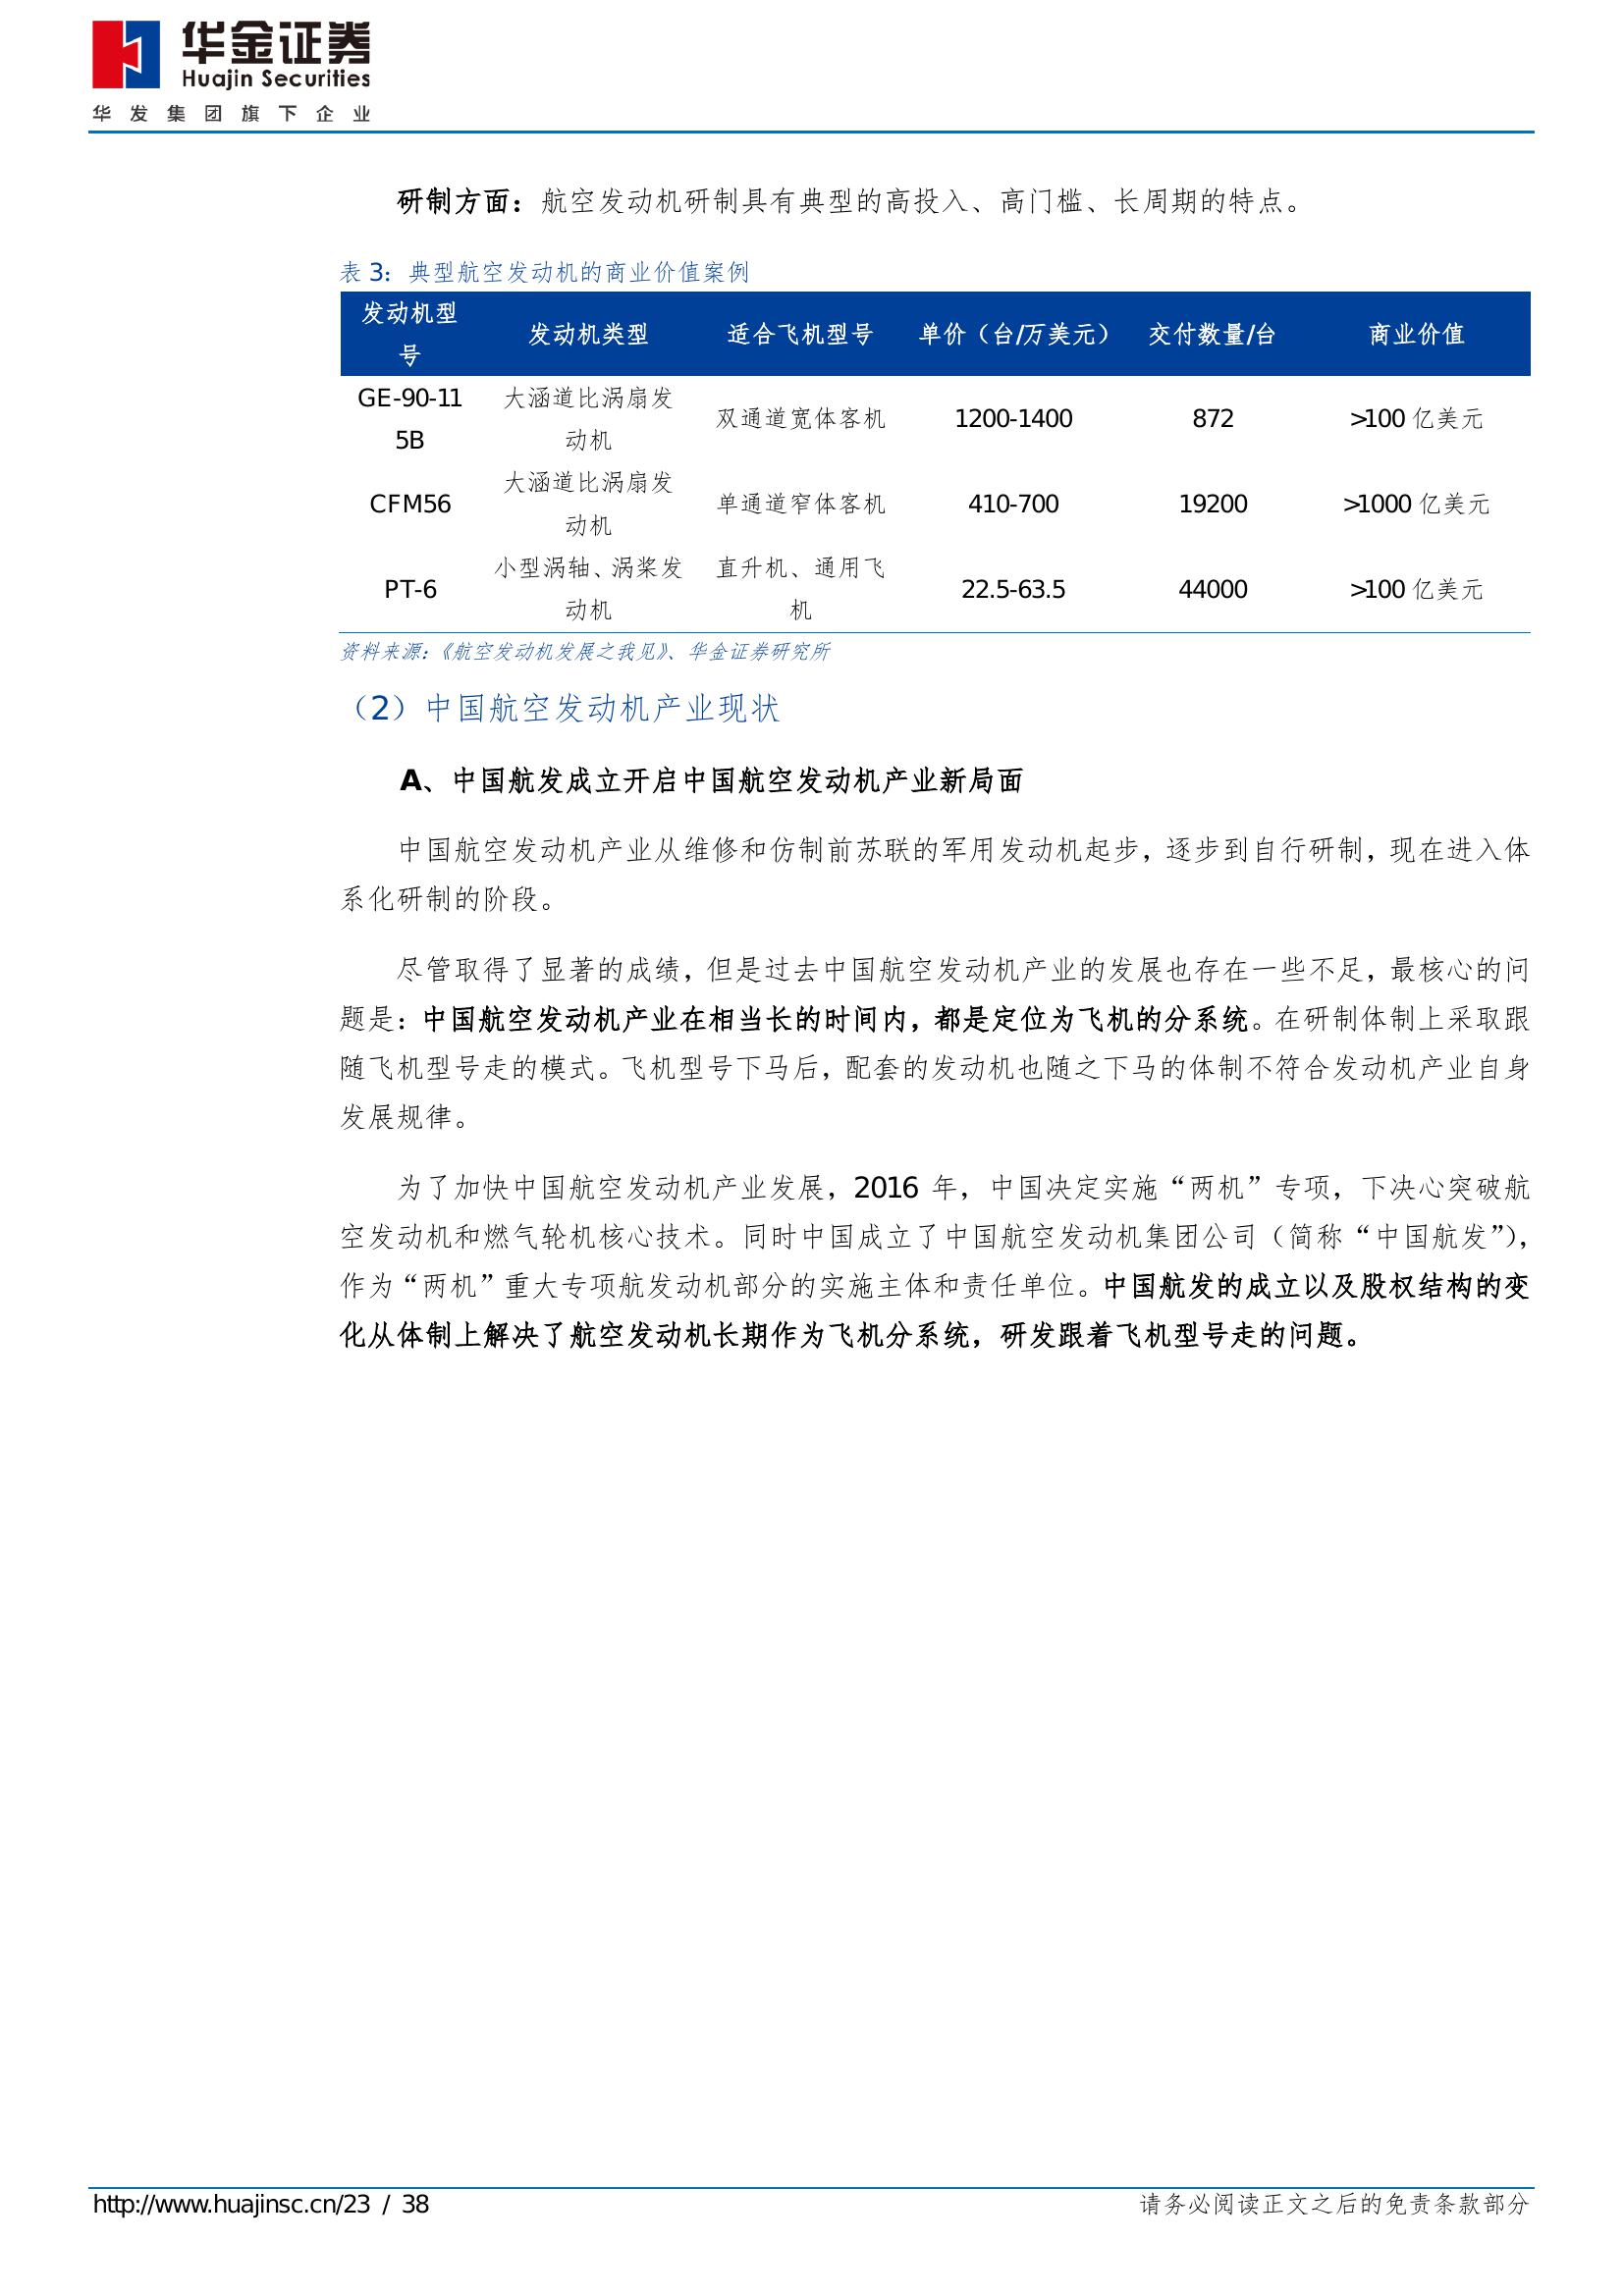 华金证券
Huajin Securities
华发集团旗下企业
研制方面：航空发动机研制具有典型的高投入、高门槛、长周期的特点。
表 3：典型航空发动机的商业价值案例
发动机型号 发动机类型 适合飞机型号 单价（台/万美元） 交付数量/台 商业价值
GE-90-115B 大涵道比涡扇发动机 双通道宽体客机 1200-1400 872 >100 亿美元
CFM56 大涵道比涡扇发动机 单通道窄体客机 410-700 19200 >1000 亿美元
PT-6 小型涡轴、涡桨发动机 直升机、通用飞机 22.5-63.5 44000 >100 亿美元
资料来源：《航空发动机发展之我见》、华金证券研究所
（2）中国航空发动机产业现状
A、中国航发成立开启中国航空发动机产业新局面
中国航空发动机产业从维修和仿制前苏联的军用发动机起步，逐步到自行研制，现在进入体
系化研制的阶段。
尽管取得了显著的成绩，但是过去中国航空发动机产业的发展也存在一些不足，最核心的问
题是：中国航空发动机产业在相当长的时间内，都是定位为飞机的分系统。在研制体制上采取跟
随飞机型号走的模式。飞机型号下马后，配套的发动机也随之下马的体制不符合发动机产业自身
发展规律。
为了加快中国航空发动机产业发展，2016 年，中国决定实施“两机”专项，下决心突破航
空发动机和燃气轮机核心技术。同时中国成立了中国航空发动机集团公司（简称“中国航发”），
作为“两机”重大专项航发动机部分的实施主体和责任单位。中国航发的成立以及股权结构的变
化从体制上解决了航空发动机长期作为飞机分系统，研发跟着飞机型号走的问题。
http://www.huajinsc.cn/23 / 38
请务必阅读正文之后的免责条款部分